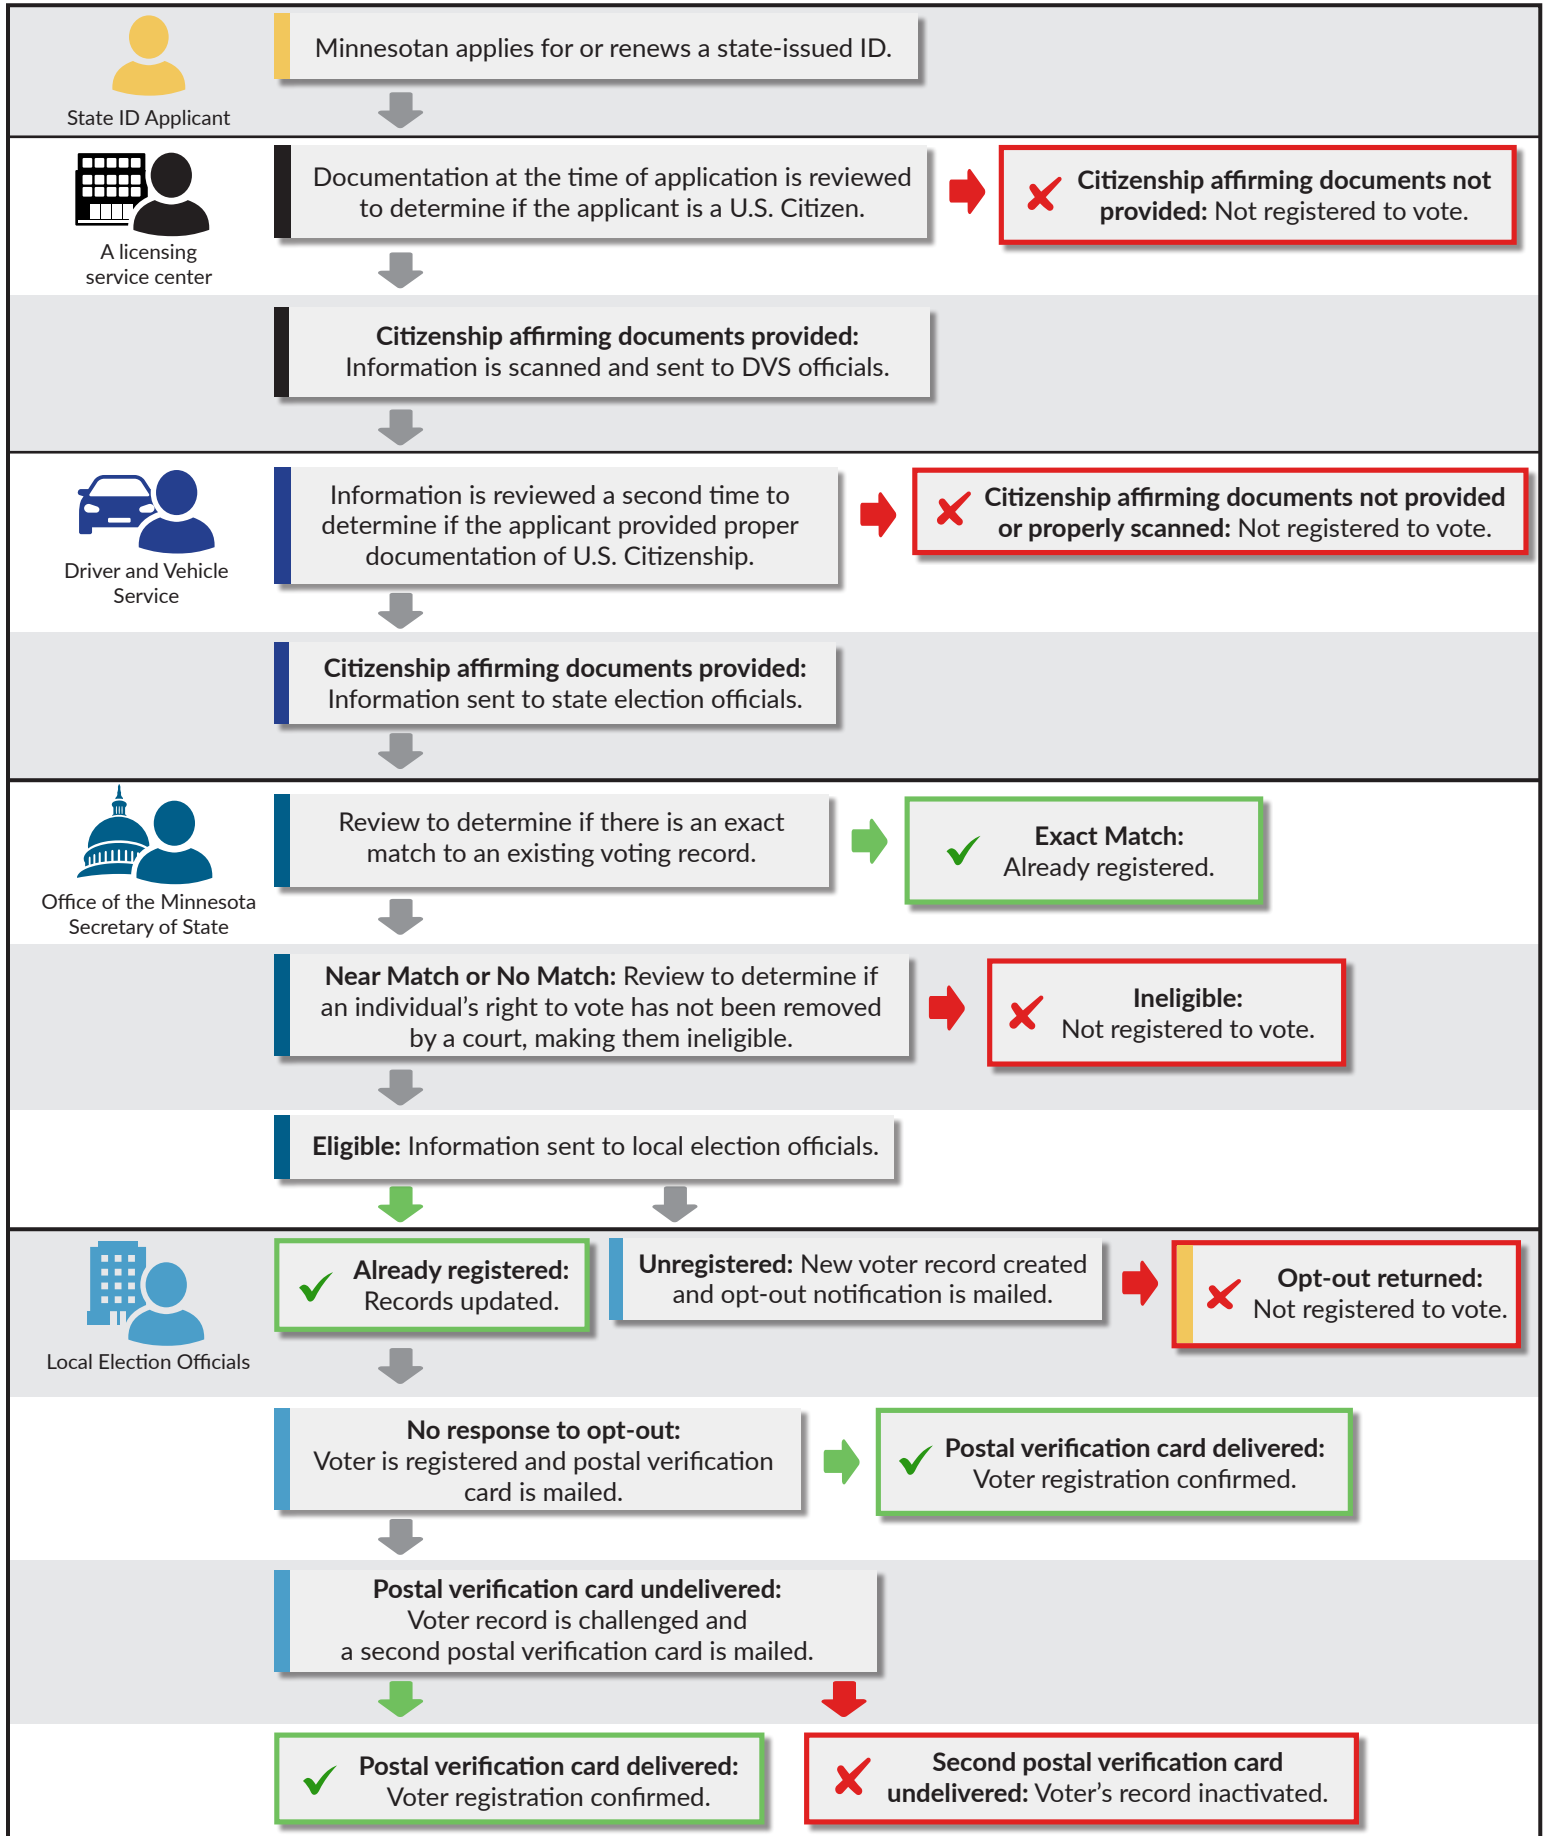 State ID Applicant
Minnesotan applies for or renews a state-issued ID.
A licensing
service center
Documentation at the time of application is reviewed
to determine if the applicant is a U.S. Citizen.
Citizenship affirming documents not
provided: Not registered to vote.
Citizenship affirming documents provided:
Information is scanned and sent to DVS officials.
Driver and Vehicle
Service
Information is reviewed a second time to
determine if the applicant provided proper
documentation of U.S. Citizenship.
Citizenship affirming documents not provided
or properly scanned: Not registered to vote.
Citizenship affirming documents provided:
Information sent to state election officials.
Office of the Minnesota
Secretary of State
Review to determine if there is an exact
match to an existing voting record.
Exact Match:
Already registered.
Near Match or No Match: Review to determine if
an individual’s right to vote has not been removed
by a court, making them ineligible.
Ineligible:
Not registered to vote.
Eligible: Information sent to local election officials.
Local Election Officials
Already registered:
Records updated.
Unregistered: New voter record created
and opt-out notification is mailed.
Opt-out returned:
Not registered to vote.
No response to opt-out:
Voter is registered and postal verification
card is mailed.
Postal verification card delivered:
Voter registration confirmed.
Postal verification card undelivered:
Voter record is challenged and
a second postal verification card is mailed.
Postal verification card delivered:
Voter registration confirmed.
Second postal verification card
undelivered: Voter’s record inactivated.